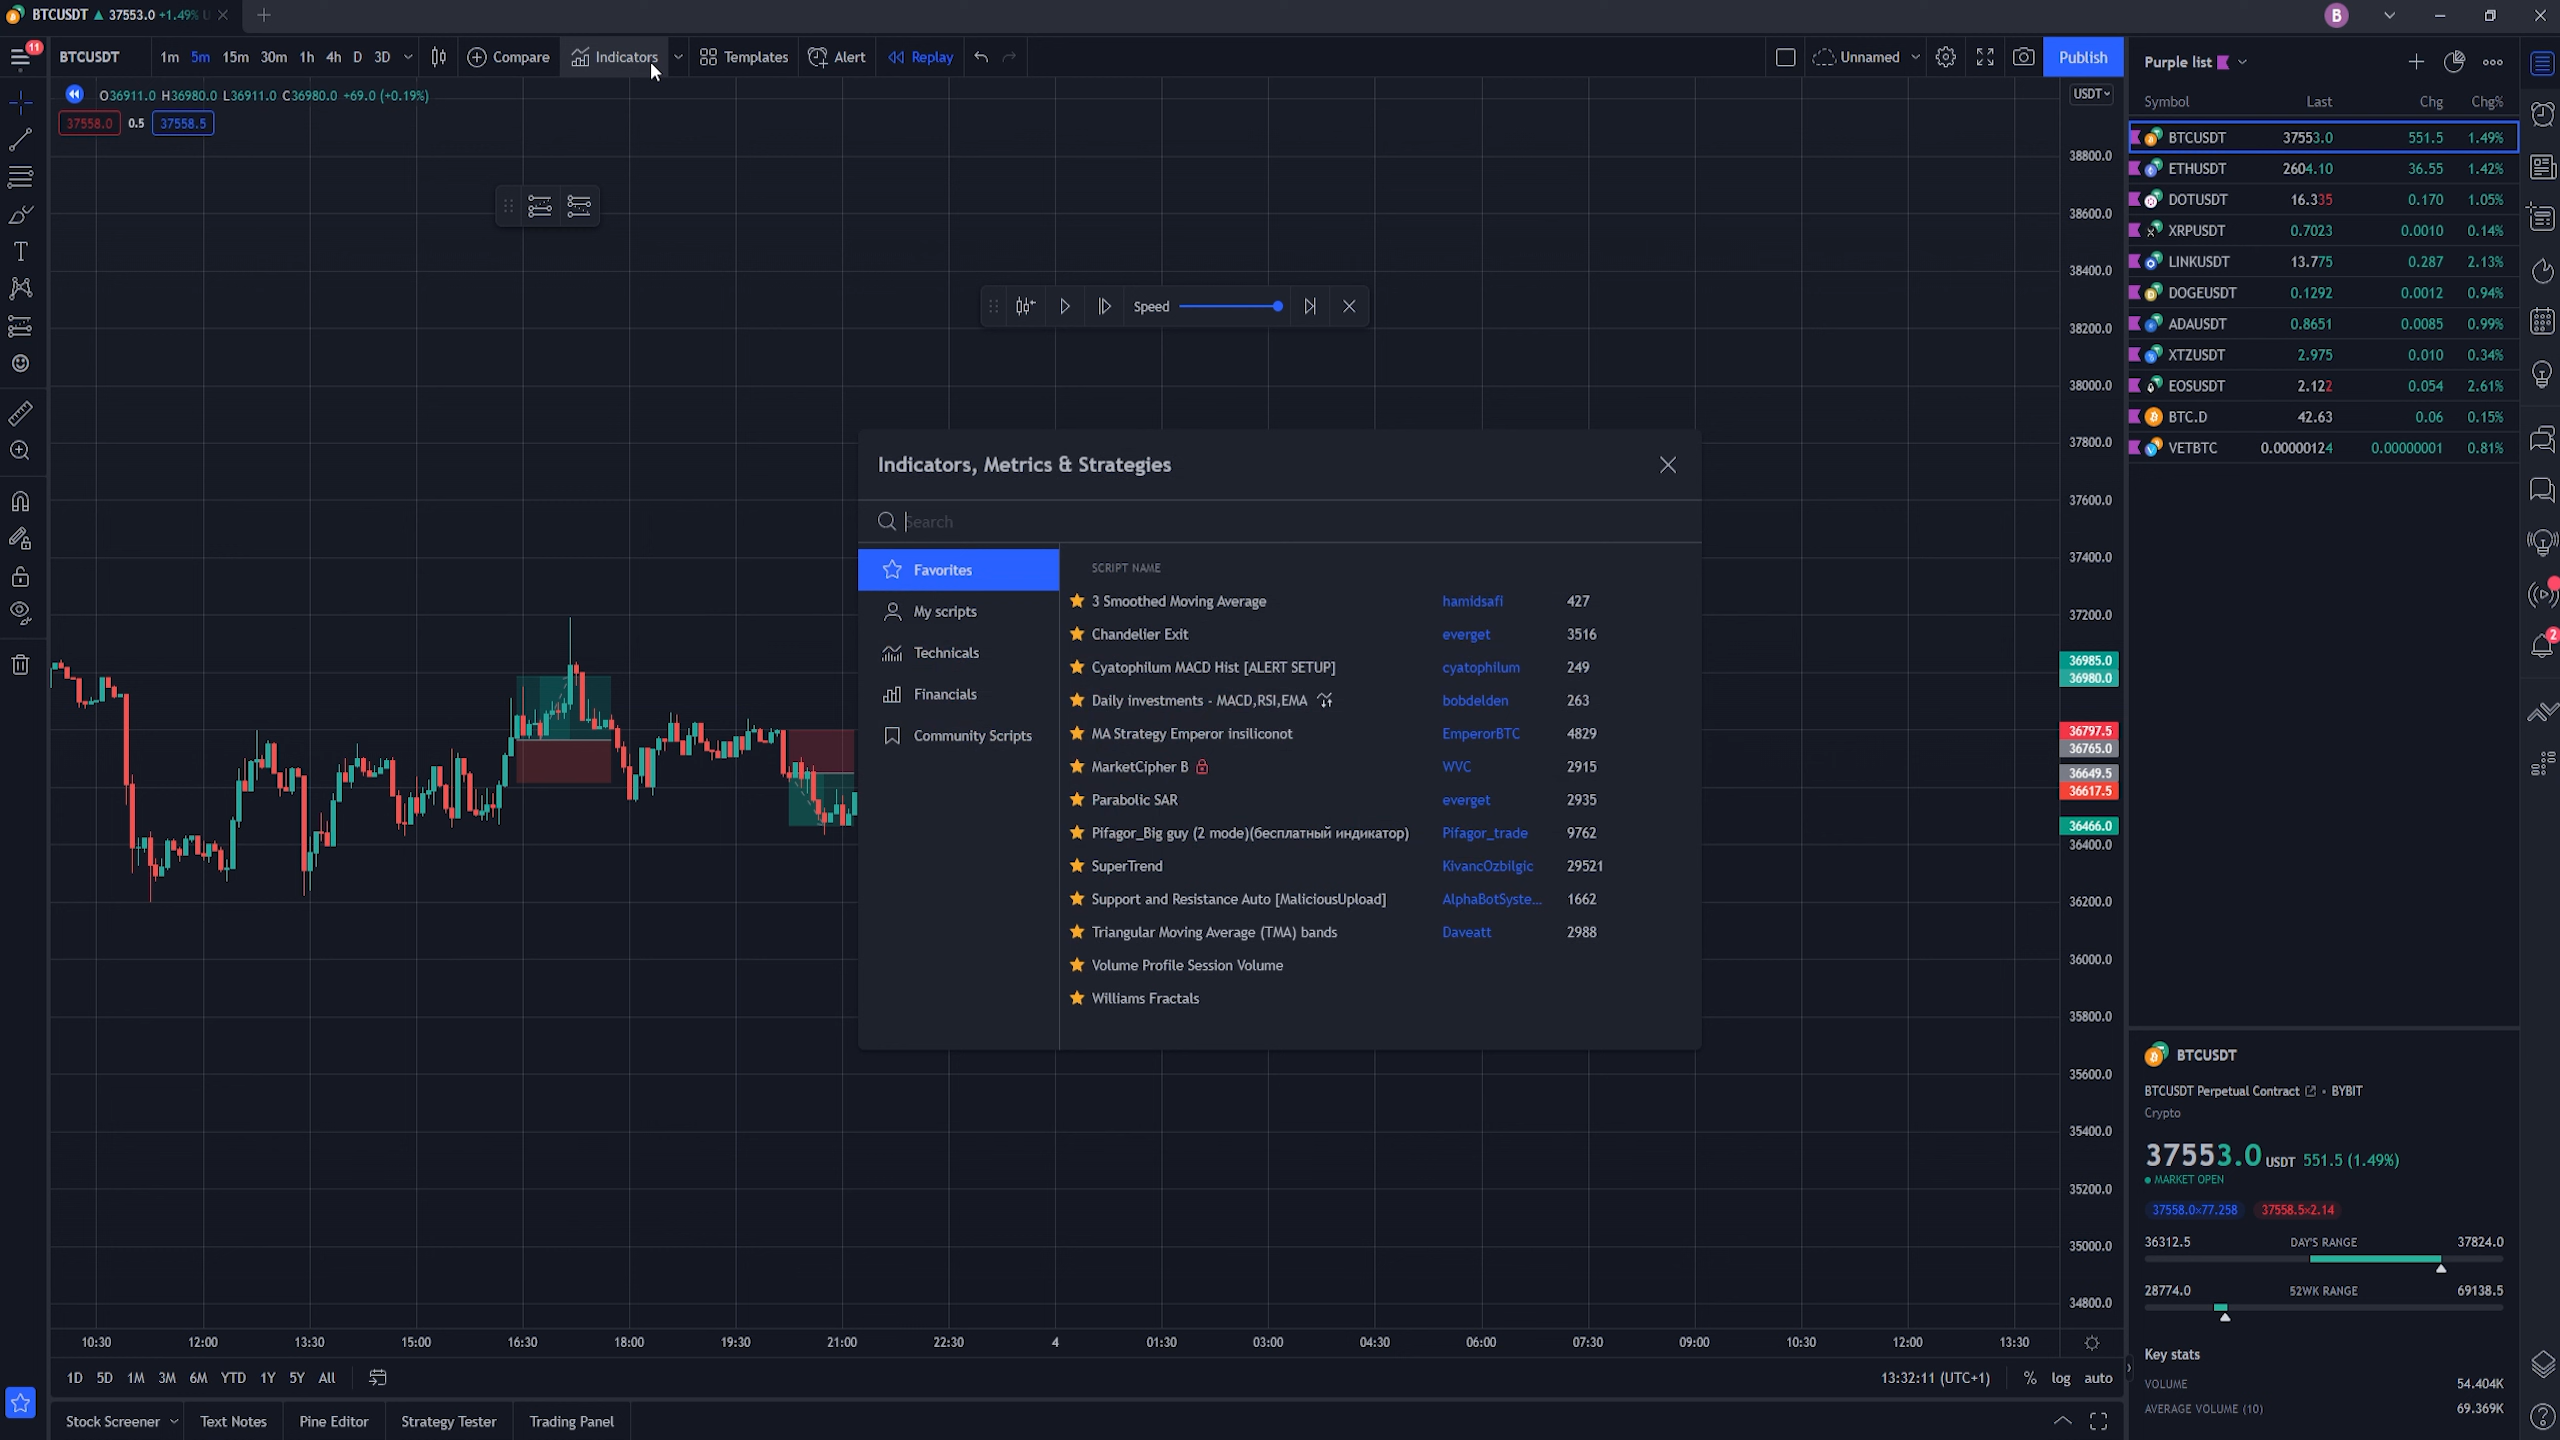 BTCUSDT ▲ 37553.0 +1.49%
B
11
BTCUSDT 1m 5m 15m 30m 1h 4h D 3D Compare Indicators Templates Alert Replay Unnamed Publish
O36911.0 H36980.0 L36911.0 C36980.0 +69.0 (+0.19%)
37558.0 0.5 37558.5
Speed
Indicators, Metrics & Strategies
Search
Favorites
My scripts
Technicals
Financials
Community Scripts
SCRIPT NAME
3 Smoothed Moving Average hamidsafi 427
Chandelier Exit everget 3516
Cyatophilum MACD Hist [ALERT SETUP] cyatophilum 249
Daily investments - MACD,RSI,EMA bobdelden 263
MA Strategy Emperor insiliconot EmperorBTC 4829
MarketCipher B WVC 2915
Parabolic SAR everget 2935
Pifagor_Big guy (2 mode)(бесплатный индикатор) Pifagor_trade 9762
SuperTrend KivancOzbilgic 29521
Support and Resistance Auto [MaliciousUpload] AlphaBotSyste... 1662
Triangular Moving Average (TMA) bands Daveatt 2988
Volume Profile Session Volume
Williams Fractals
USDT
38800.0
38600.0
38400.0
38200.0
38000.0
37800.0
37600.0
37400.0
37200.0
36985.0
36980.0
36797.5
36765.0
36649.5
36617.5
36466.0
36400.0
36200.0
36000.0
35800.0
35600.0
35400.0
35200.0
35000.0
34800.0
10:30 12:00 13:30 15:00 16:30 18:00 19:30 21:00 22:30 4 01:30 03:00 04:30 06:00 07:30 09:00 10:30 12:00 13:30
1D 5D 1M 3M 6M YTD 1Y 5Y All 13:32:11 (UTC+1) % log auto
Stock Screener Text Notes Pine Editor Strategy Tester Trading Panel
Purple list
Symbol Last Chg Chg%
BTCUSDT 37553.0 551.5 1.49%
ETHUSDT 2604.10 36.55 1.42%
DOTUSDT 16.335 0.170 1.05%
XRPUSDT 0.7023 0.0010 0.14%
LINKUSDT 13.775 0.287 2.13%
DOGEUSDT 0.1292 0.0012 0.94%
ADAUSDT 0.8651 0.0085 0.99%
XTZUSDT 2.975 0.010 0.34%
EOSUSDT 2.122 0.054 2.61%
BTC.D 42.63 0.06 0.15%
VETBTC 0.00000124 0.00000001 0.81%
2
BTCUSDT
BTCUSDT Perpetual Contract • BYBIT
Crypto
37553.0 USDT 551.5 (1.49%)
MARKET OPEN
37558.0×77.258 37558.5×2.14
36312.5 DAY'S RANGE 37824.0
28774.0 52WK RANGE 69138.5
Key stats
VOLUME 54.404K
AVERAGE VOLUME (10) 69.369K